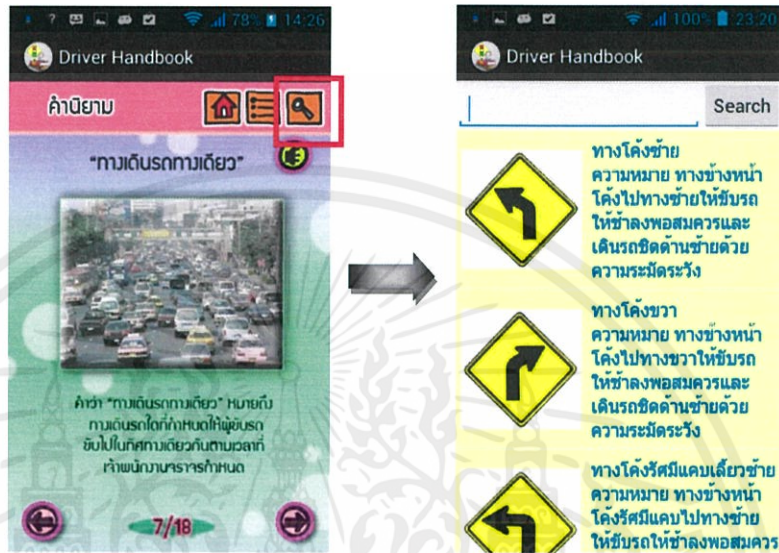 78% 14:26
Driver Handbook
คำนิยาม
"ทางเดินรถทางเดียว"
คำว่า "ทางเดินรถทางเดียว" หมายถึง
ทางเดินรถใดที่กำหนดให้ผู้ขับรถ
ขับไปในทิศทางเดียวกันตามเวลาที่
เจ้าพนักงานจราจรกำหนด
7/18
100% 23:20
Driver Handbook
Search
ทางโค้งซ้าย
ความหมาย ทางข้างหน้า
โค้งไปทางซ้ายให้ขับรถ
ให้ช้าลงพอสมควรและ
เดินรถชิดด้านซ้ายด้วย
ความระมัดระวัง
ทางโค้งขวา
ความหมาย ทางข้างหน้า
โค้งไปทางขวาให้ขับรถ
ให้ช้าลงพอสมควรและ
เดินรถชิดด้านซ้ายด้วย
ความระมัดระวัง
ทางโค้งรัศมีแคบเลี้ยวซ้าย
ความหมาย ทางข้างหน้า
โค้งรัศมีแคบไปทางซ้าย
ให้ขับรถให้ช้าลงพอสมควร